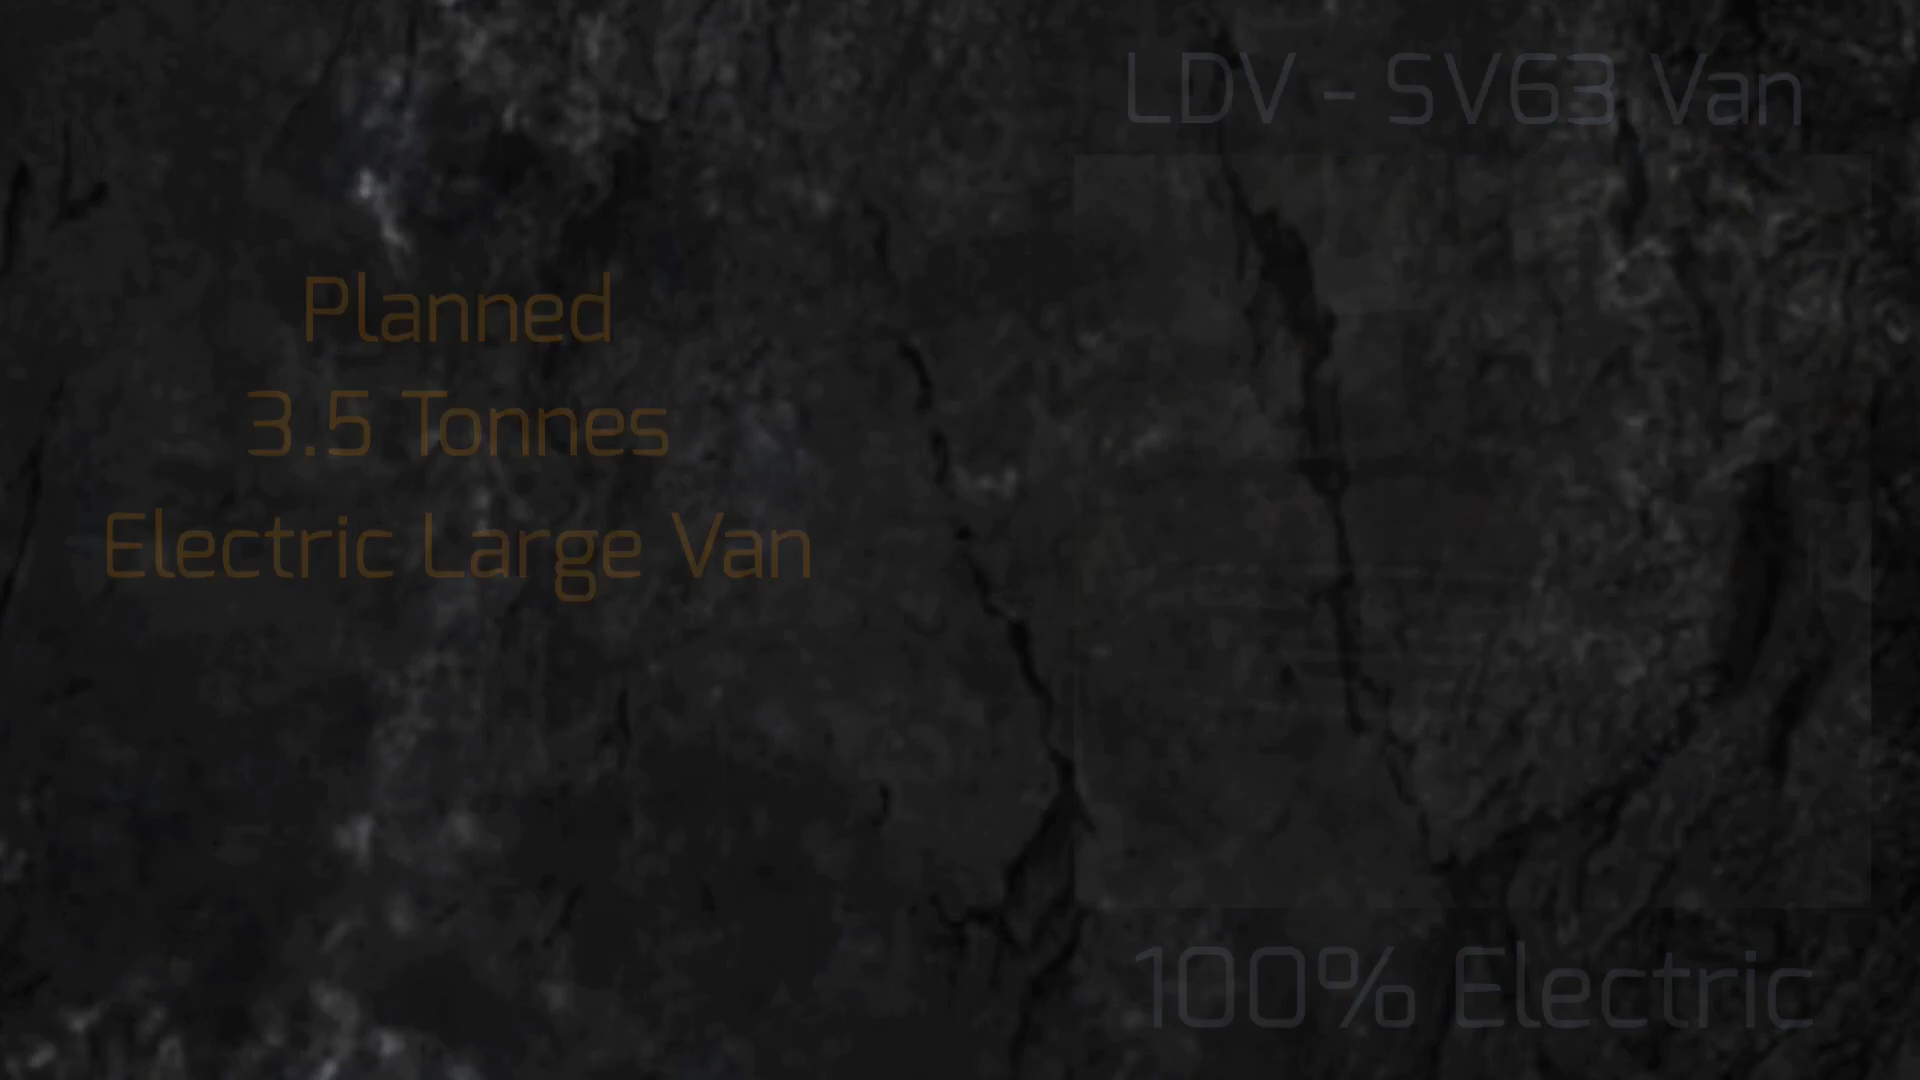 LDV - SV63 Van
Planned
3.5 Tonnes
Electric Large Van
100% Electric